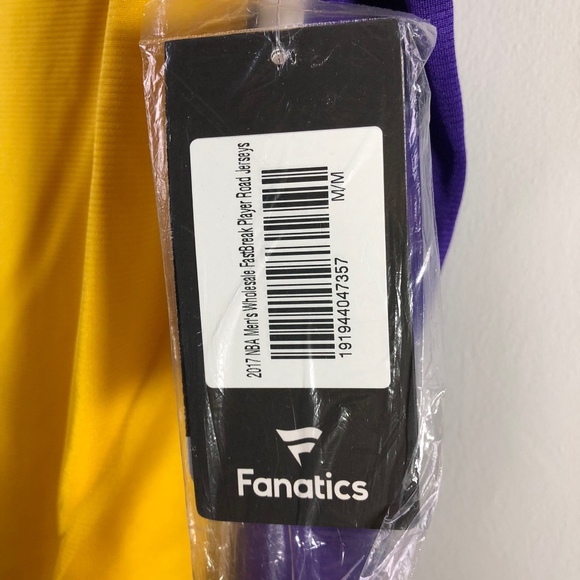 2017 NBA Men's Wholesale FastBreak Player Road Jerseys
191944047357
M/M
Fanatics